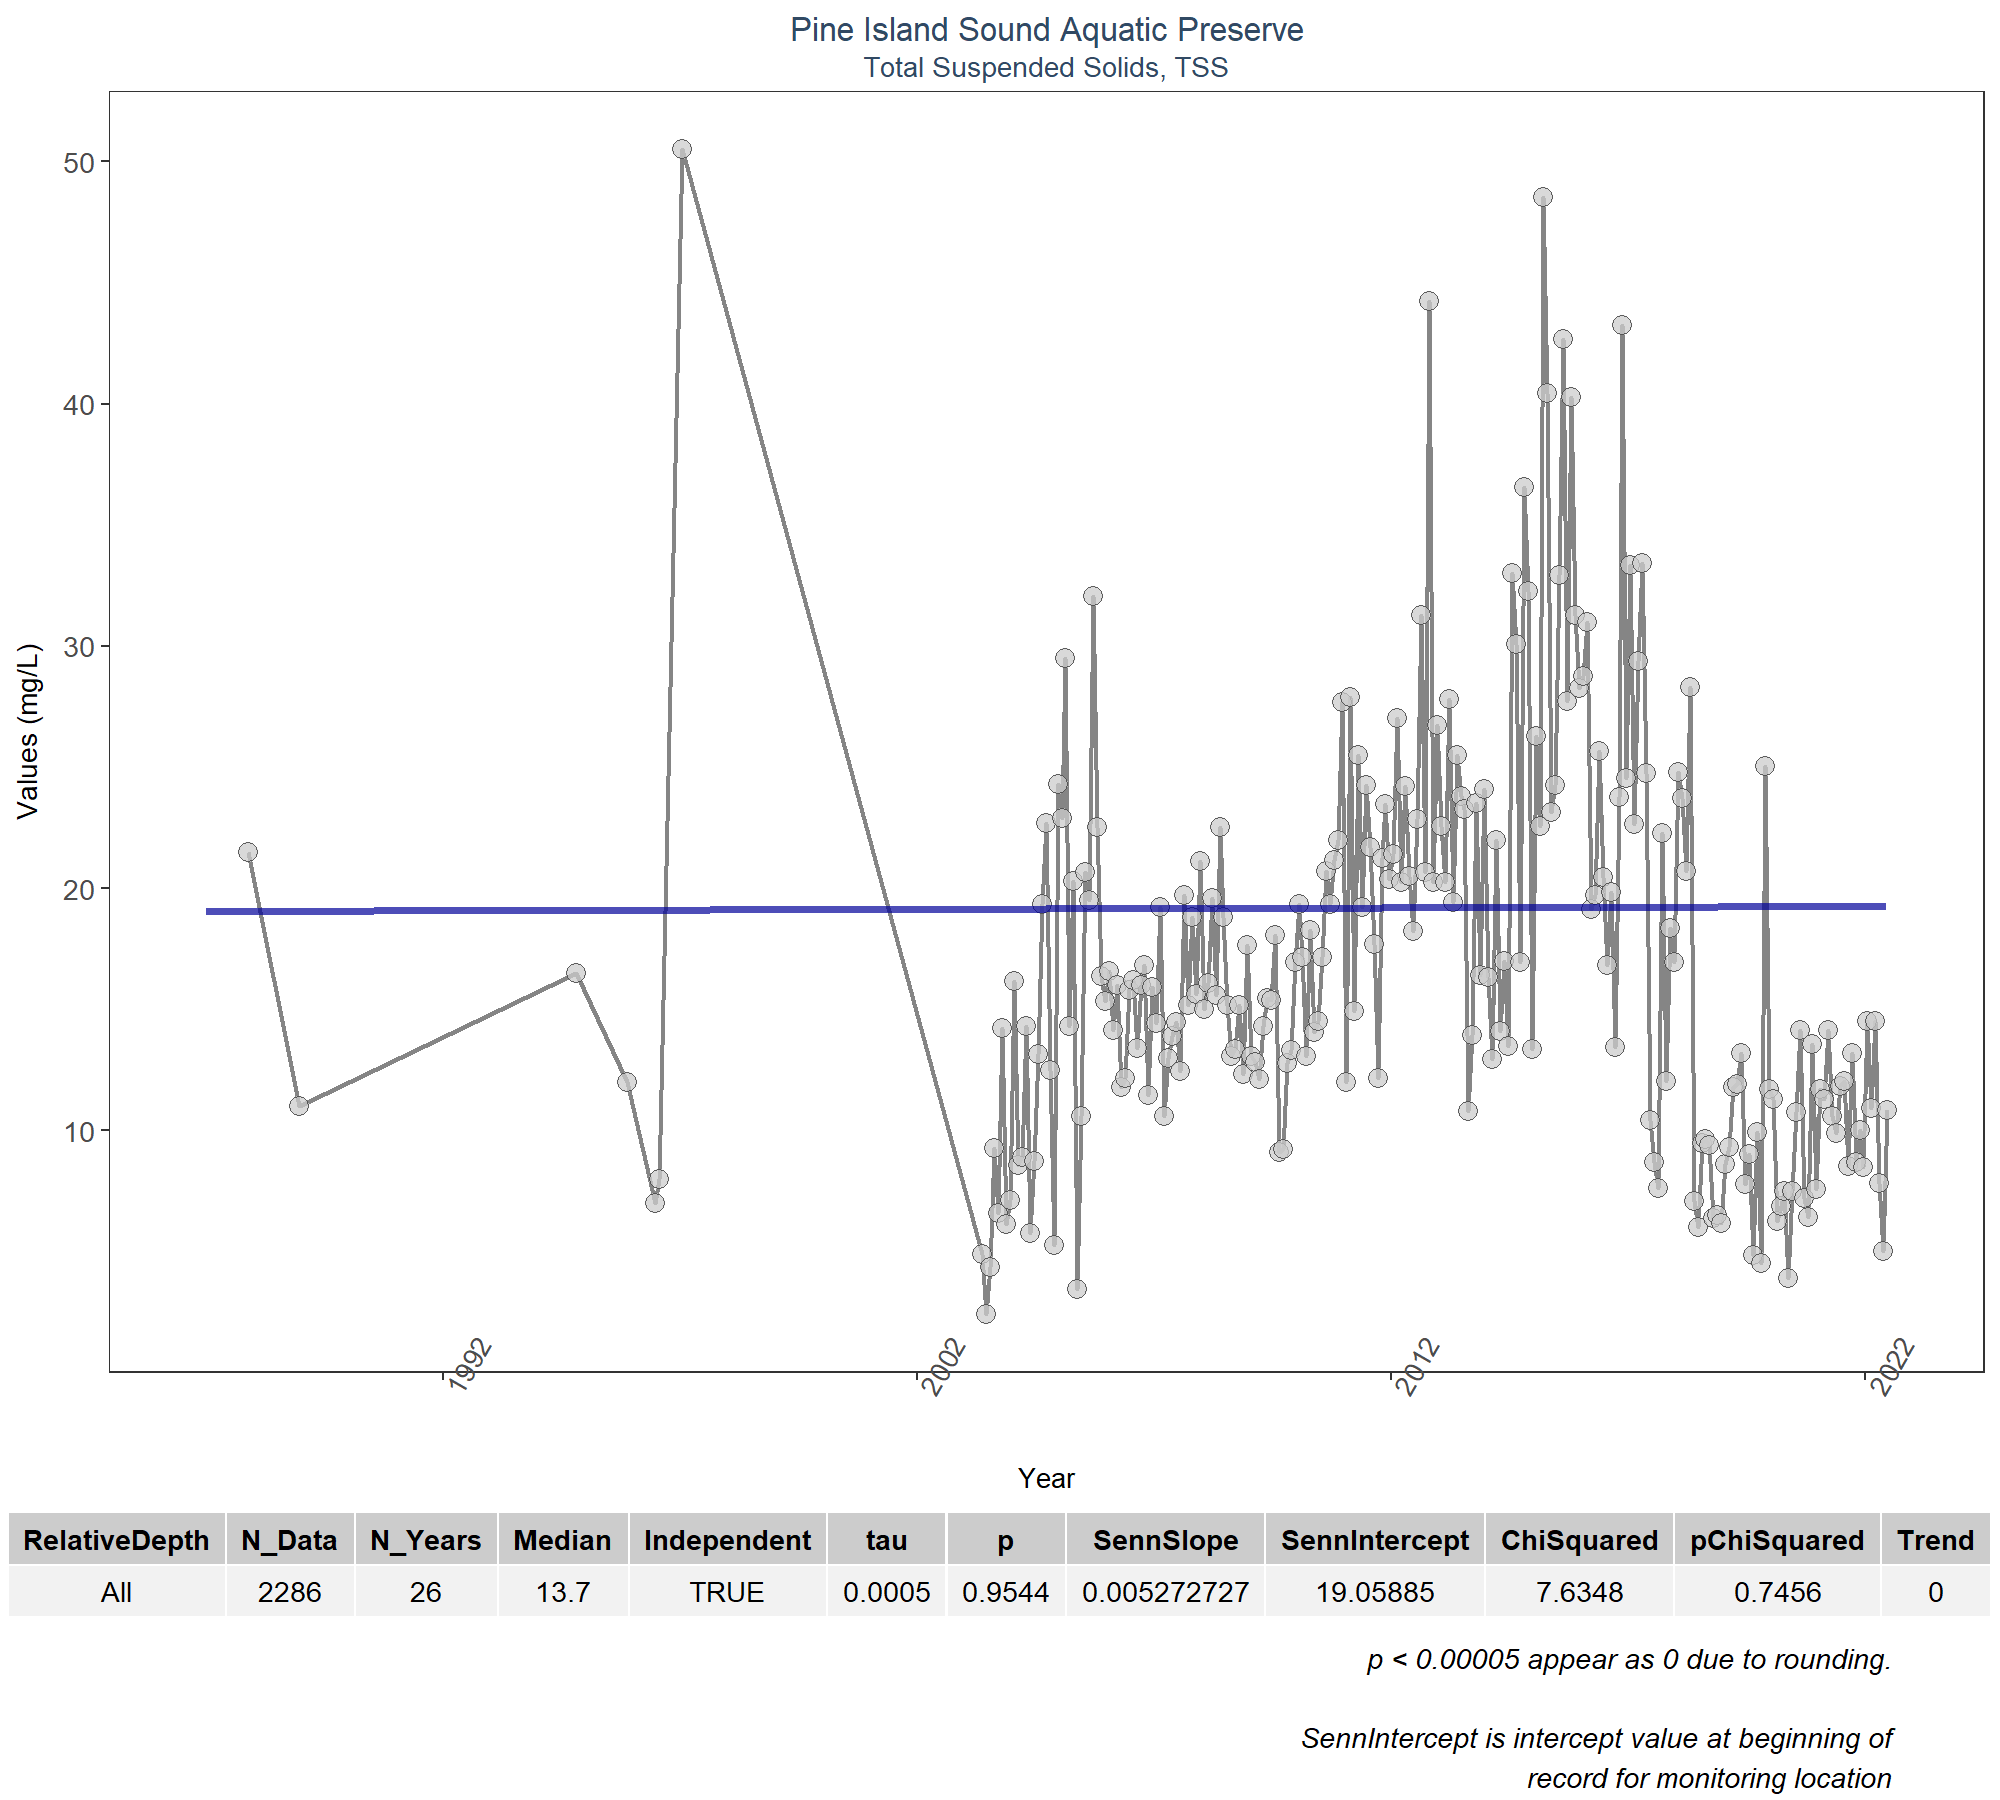 Pine Island Sound Aquatic Preserve
Total Suspended Solids, TSS
Values (mg/L)
50
40
30
20
10
1992
2002
2012
2022
Year
RelativeDepth N_Data N_Years Median Independent tau p SennSlope SennIntercept ChiSquared pChiSquared Trend
All 2286 26 13.7 TRUE 0.0005 0.9544 0.005272727 19.05885 7.6348 0.7456 0
p < 0.00005 appear as 0 due to rounding.
SennIntercept is intercept value at beginning of
record for monitoring location